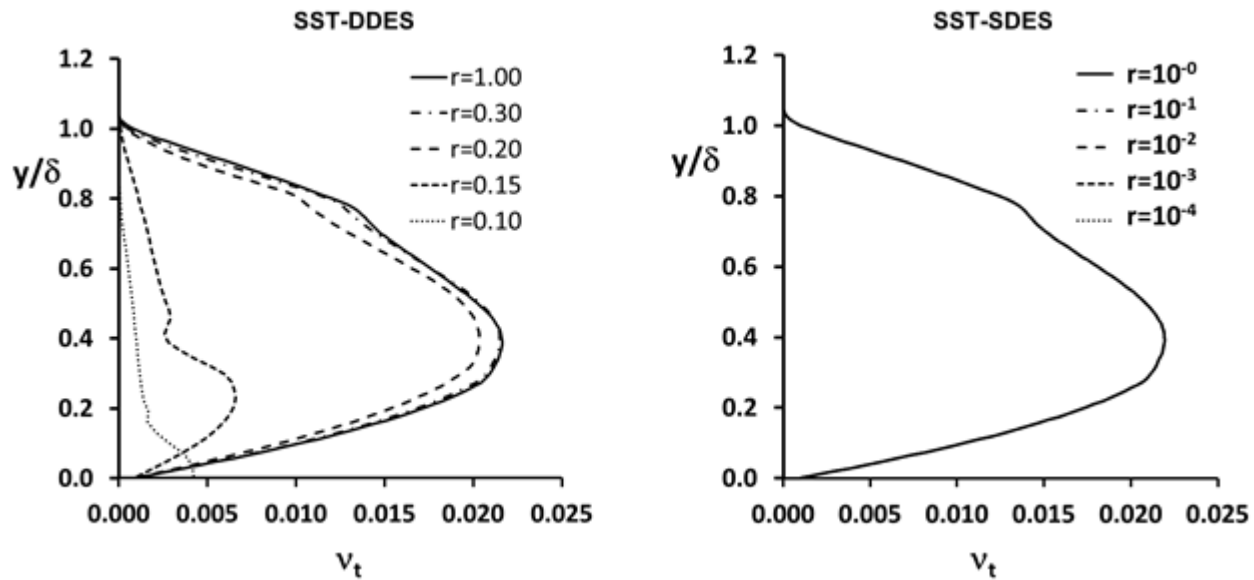 SST-DDES
1.2
1.0
0.8
0.6
0.4
0.2
0.0
y/δ
r=1.00
r=0.30
r=0.20
r=0.15
r=0.10
0.000 0.005 0.010 0.015 0.020 0.025
νt
SST-SDES
1.2
1.0
0.8
0.6
0.4
0.2
0.0
y/δ
r=10⁻⁰
r=10⁻¹
r=10⁻²
r=10⁻³
r=10⁻⁴
0.000 0.005 0.010 0.015 0.020 0.025
νt